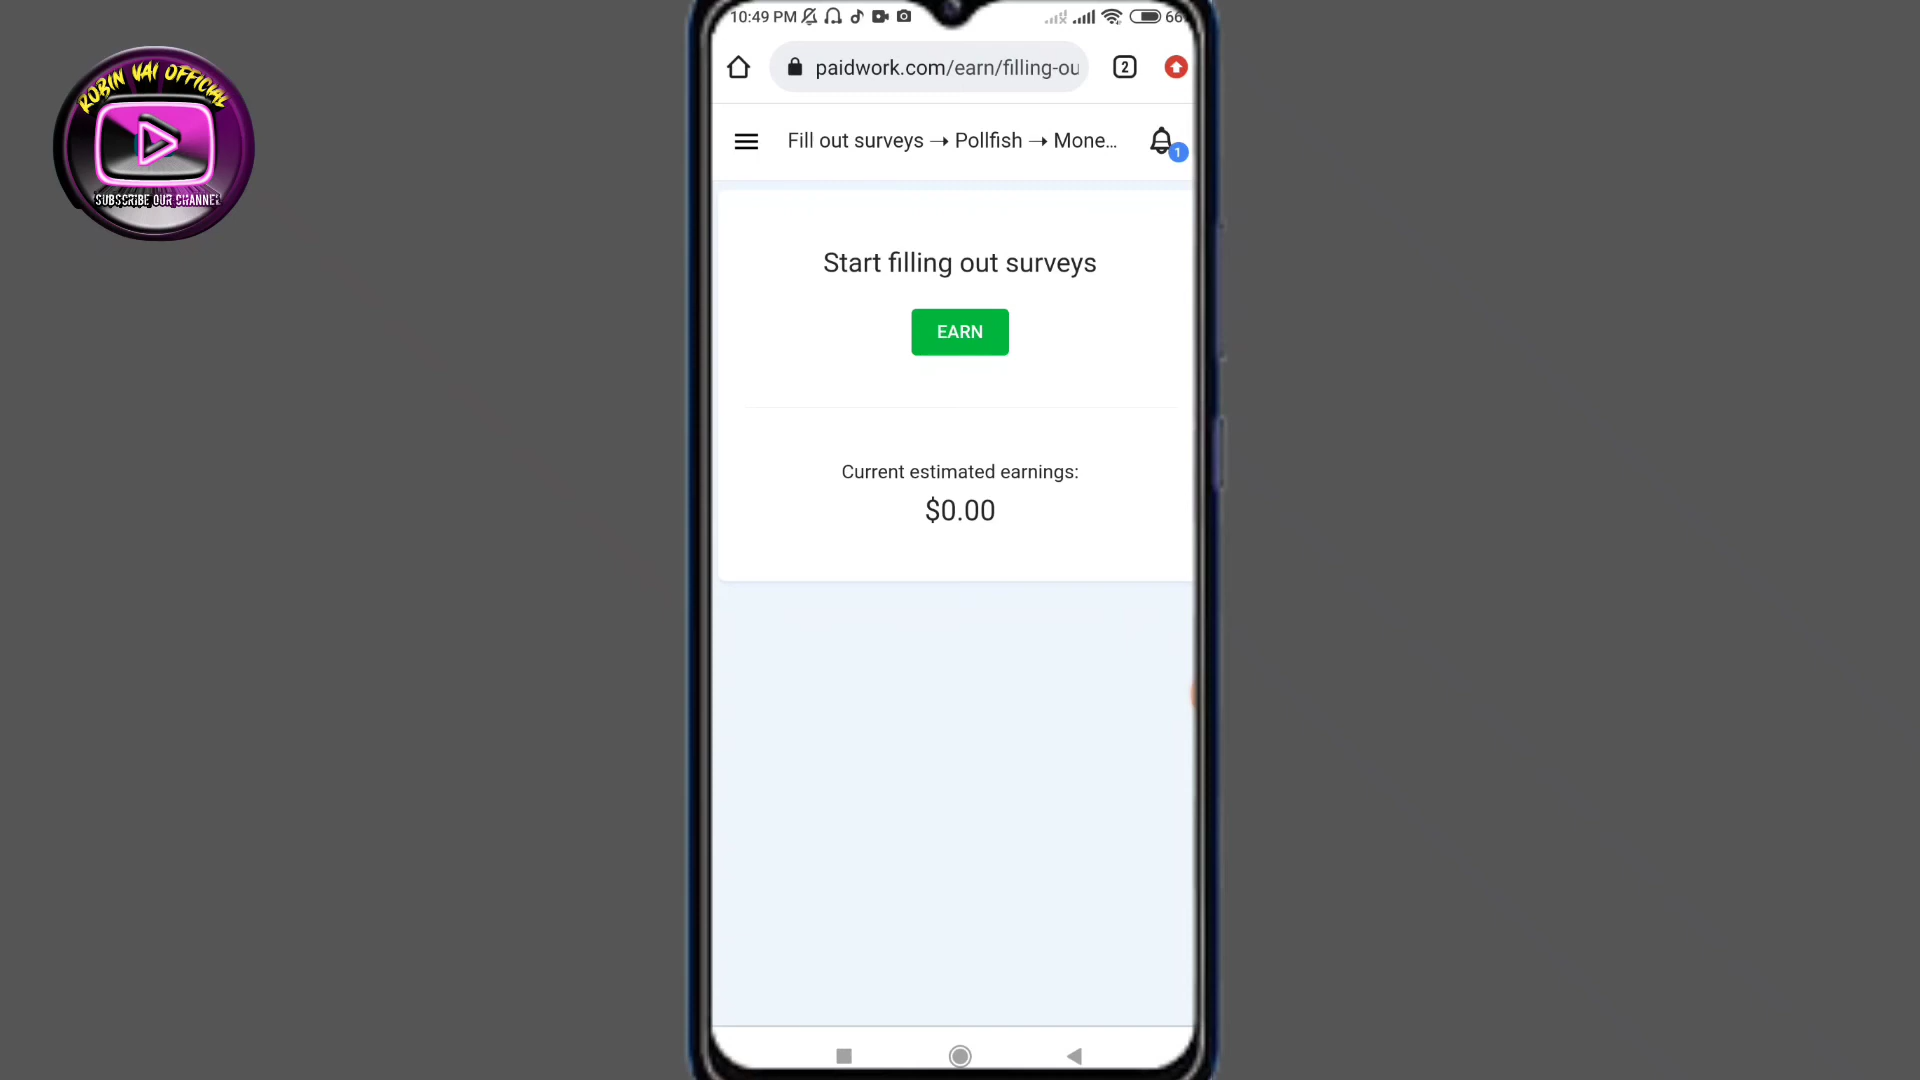 ROBIN VAI OFFICIAL
SUBSCRIBE OUR CHANNEL
10:49 PM
66
paidwork.com/earn/filling-ou
2
Fill out surveys → Pollfish → Mone...
1
Start filling out surveys
EARN
Current estimated earnings:
$0.00